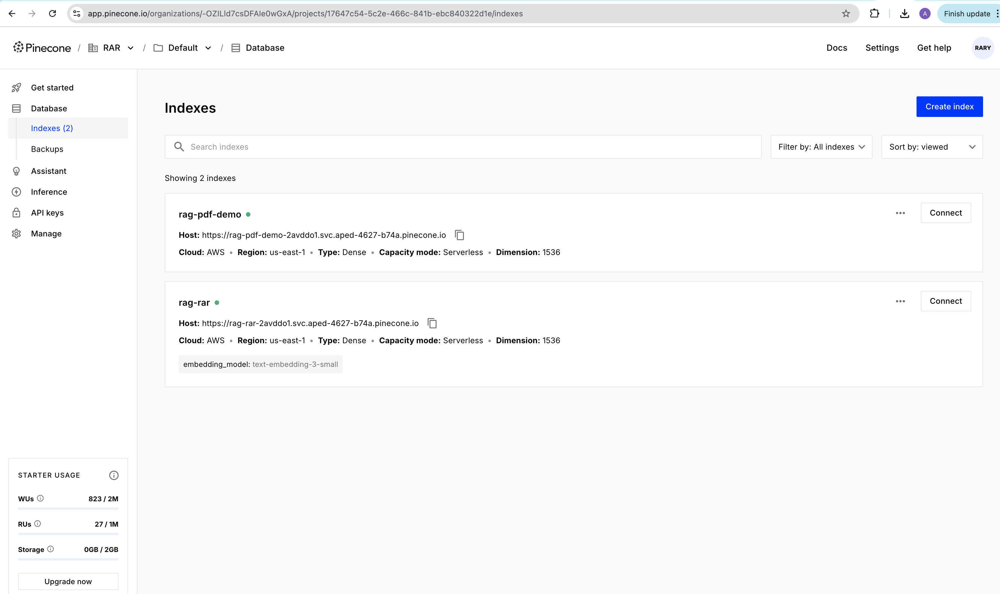 app.pinecone.io/organizations/-OZILld7csDFAle0wGxA/projects/17647c54-5c2e-466c-841b-ebc840322d1e/indexes
A
Finish update
Pinecone / RAR / Default / Database
Docs
Settings
Get help
RARY
Get started
Database
Indexes (2)
Backups
Assistant
Inference
API keys
Manage
STARTER USAGE
WUs 823 / 2M
RUs 27 / 1M
Storage 0GB / 2GB
Upgrade now
Indexes
Create index
Search indexes
Filter by: All indexes
Sort by: viewed
Showing 2 indexes
rag-pdf-demo
Connect
Host: https://rag-pdf-demo-2avddo1.svc.aped-4627-b74a.pinecone.io
Cloud: AWS • Region: us-east-1 • Type: Dense • Capacity mode: Serverless • Dimension: 1536
rag-rar
Connect
Host: https://rag-rar-2avddo1.svc.aped-4627-b74a.pinecone.io
Cloud: AWS • Region: us-east-1 • Type: Dense • Capacity mode: Serverless • Dimension: 1536
embedding_model: text-embedding-3-small